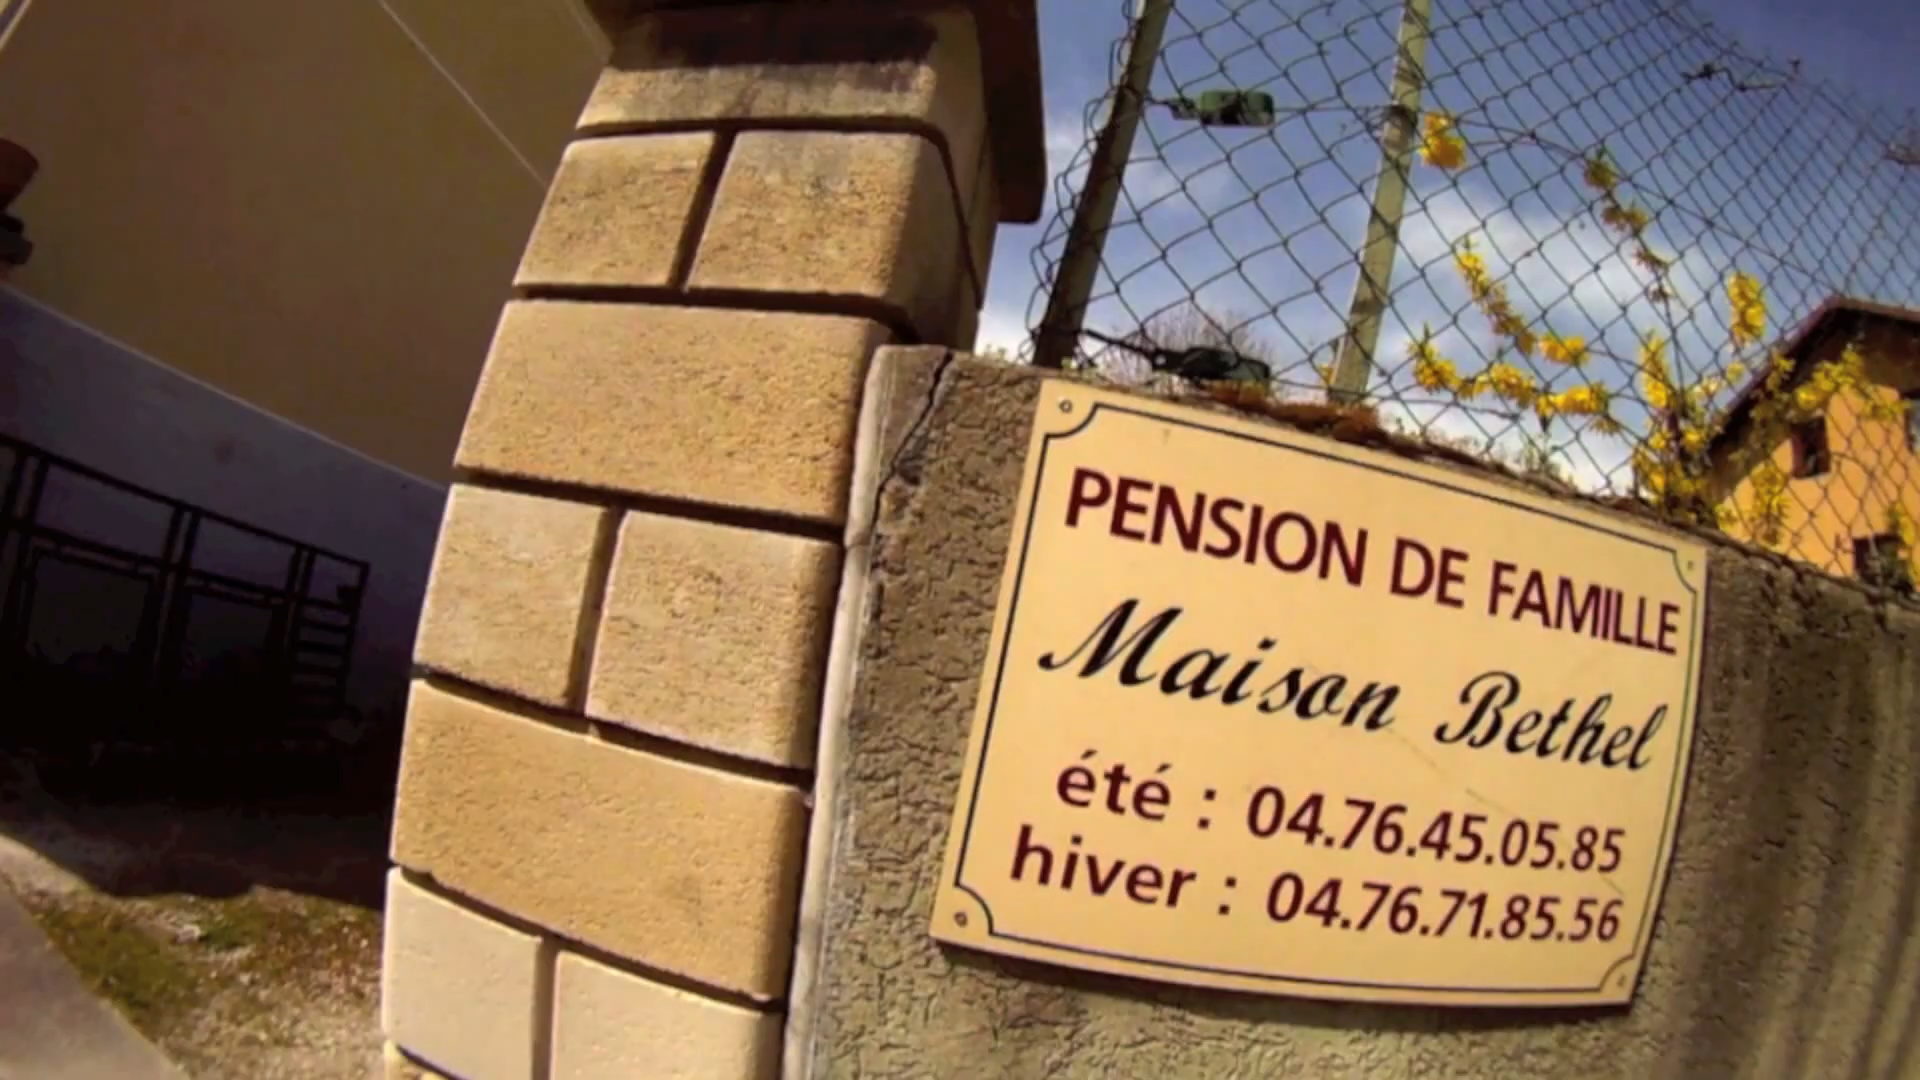 PENSION DE FAMILLE
Maison Bethel
été : 04.76.45.05.85
hiver : 04.76.71.85.56